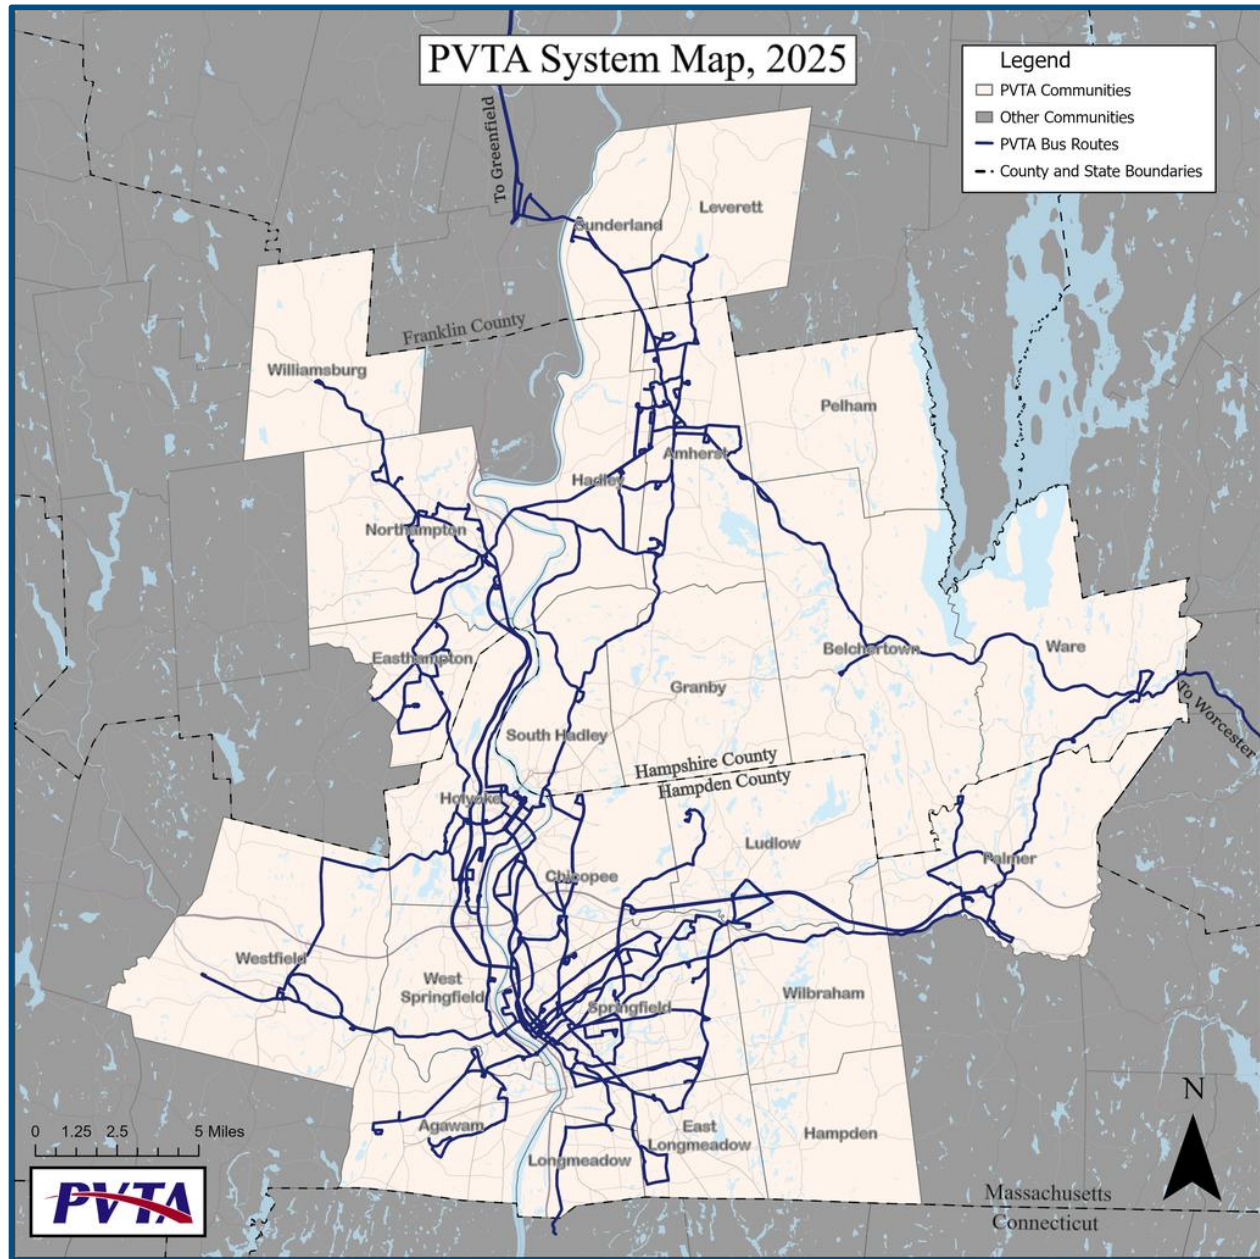 PVTA System Map, 2025
Legend
PVTA Communities
Other Communities
PVTA Bus Routes
County and State Boundaries
To Greenfield
Sunderland
Leverett
Franklin County
Williamsburg
Pelham
Amherst
Hadley
Northampton
Easthampton
Belchertown
Ware
Granby
To Worcester
South Hadley
Hampshire County
Hampden County
Holyoke
Ludlow
Palmer
Chicopee
Westfield
West
Springfield
Springfield
Wilbraham
Agawam
East
Longmeadow
Hampden
Longmeadow
N
0 1.25 2.5 5 Miles
PVTA
Massachusetts
Connecticut